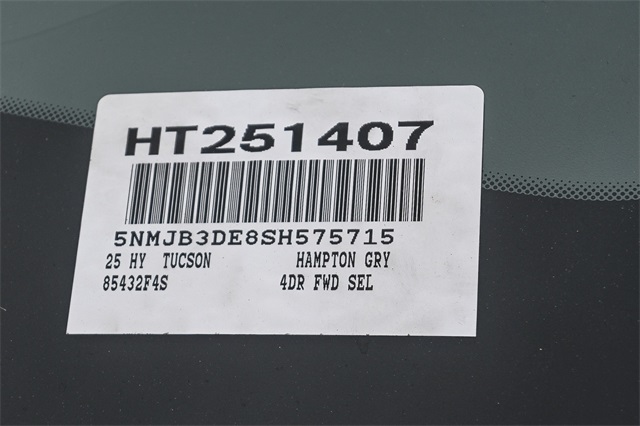 HT251407
5NMJB3DE8SH575715
25 HY TUCSON HAMPTON GRY
85432F4S 4DR FWD SEL